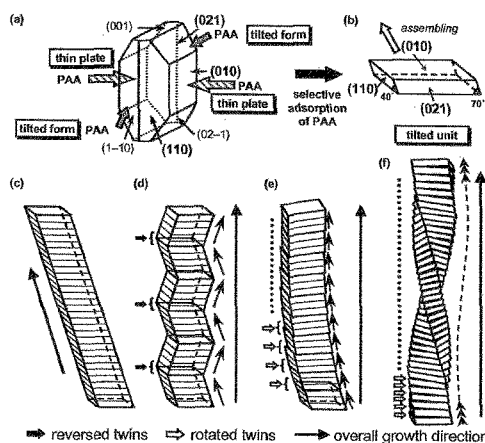 (a)
(001)
(021)
PAA
tilted form
thin plate
PAA
(010)
PAA
thin plate
tilted form
PAA
(02–1)
(1–10)
(110)
selective
adsorption
of PAA
(b)
assembling
(010)
(110)
40°
(021)
70°
tilted unit
(c)
(d)
(e)
(f)
reversed twins
rotated twins
overall growth direction